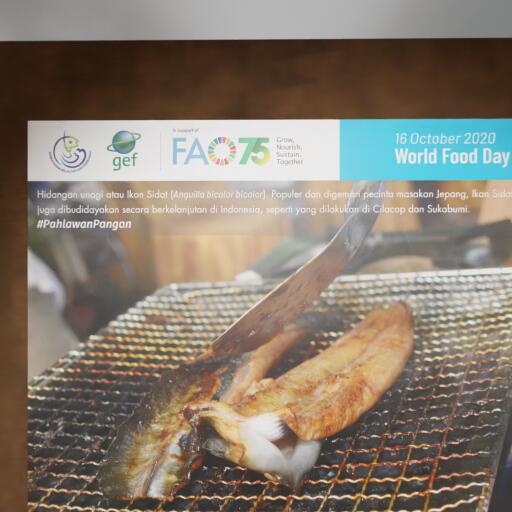 gef
In support of
FAO75
Grow,
Nourish,
Sustain.
Together
16 October 2020
World Food Day
Hidangan unagi atau Ikan Sidat (Anguilla bicolor bicolor). Populer dan digemari pecinta masakan Jepang, Ikan Sidat
juga dibudidayakan secara berkelanjutan di Indonesia, seperti yang dilakukan di Cilacap dan Sukabumi.
#PahlawanPangan